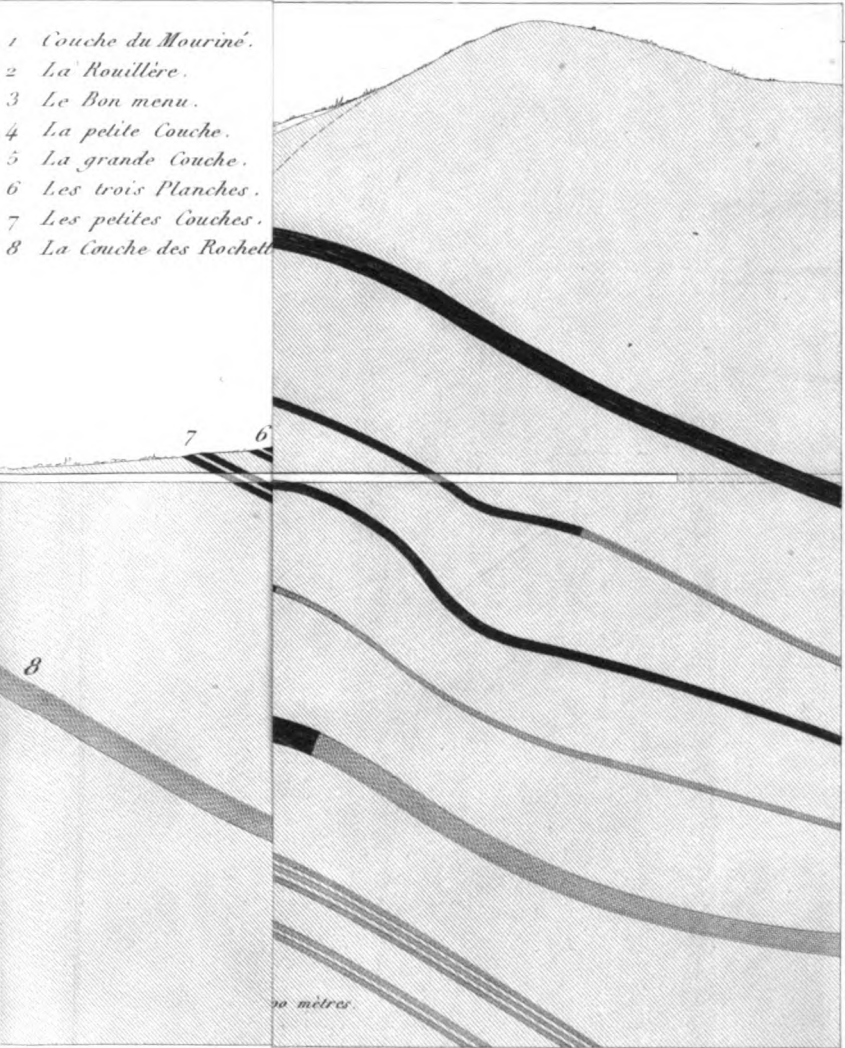 1 Couche du Mouriné.
2 La Rouillère.
3 Le Bon menu.
4 La petite Couche.
5 La grande Couche.
6 Les trois Planches.
7 Les petites Couches.
8 La Couche des Rochett
7 6
8
00 mètres.